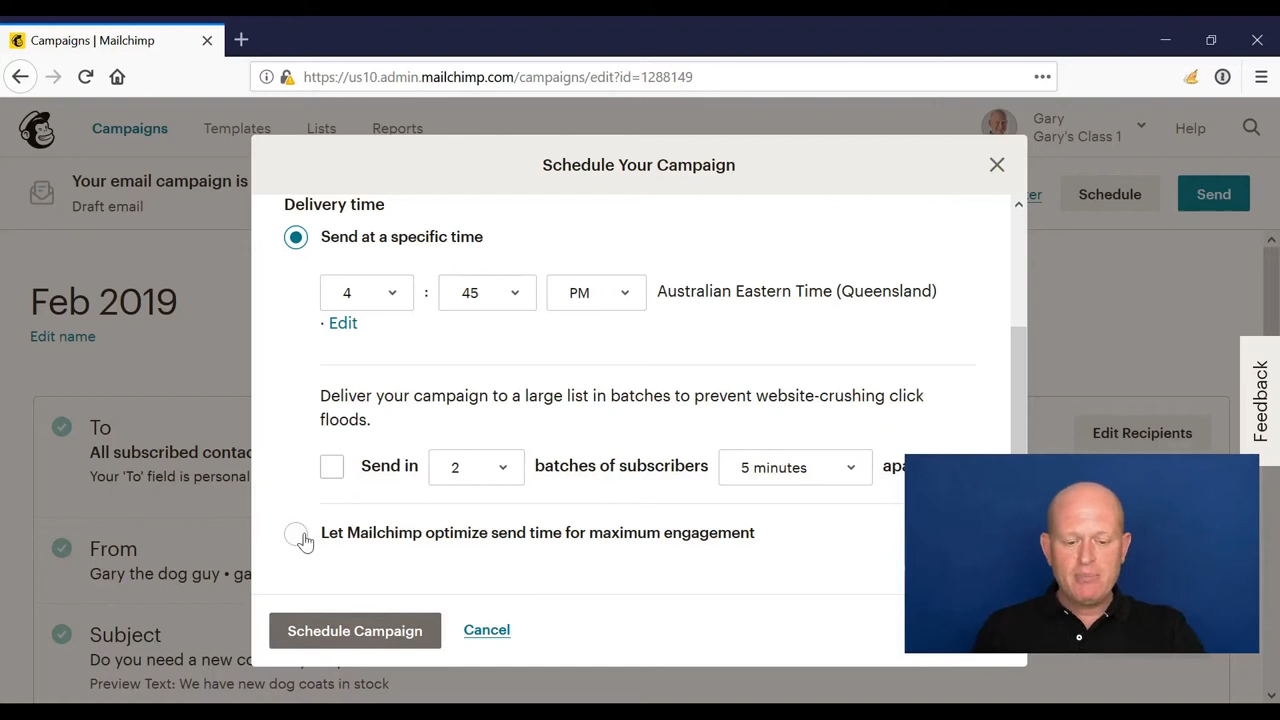 Campaigns | Mailchimp
https://us10.admin.mailchimp.com/campaigns/edit?id=1288149
Campaigns Templates Lists Reports
Gary
Gary's Class 1
Help
Your email campaign is
Draft email
Schedule
Send
Schedule Your Campaign
Delivery time
Send at a specific time
4 : 45 PM Australian Eastern Time (Queensland)
· Edit
Feb 2019
Edit name
Deliver your campaign to a large list in batches to prevent website-crushing click
floods.
Send in 2 batches of subscribers 5 minutes
To
All subscribed contac
Your 'To' field is personal
Edit Recipients
Feedback
Let Mailchimp optimize send time for maximum engagement
From
Gary the dog guy • ga
Schedule Campaign Cancel
Subject
Do you need a new co
Preview Text: We have new dog coats in stock